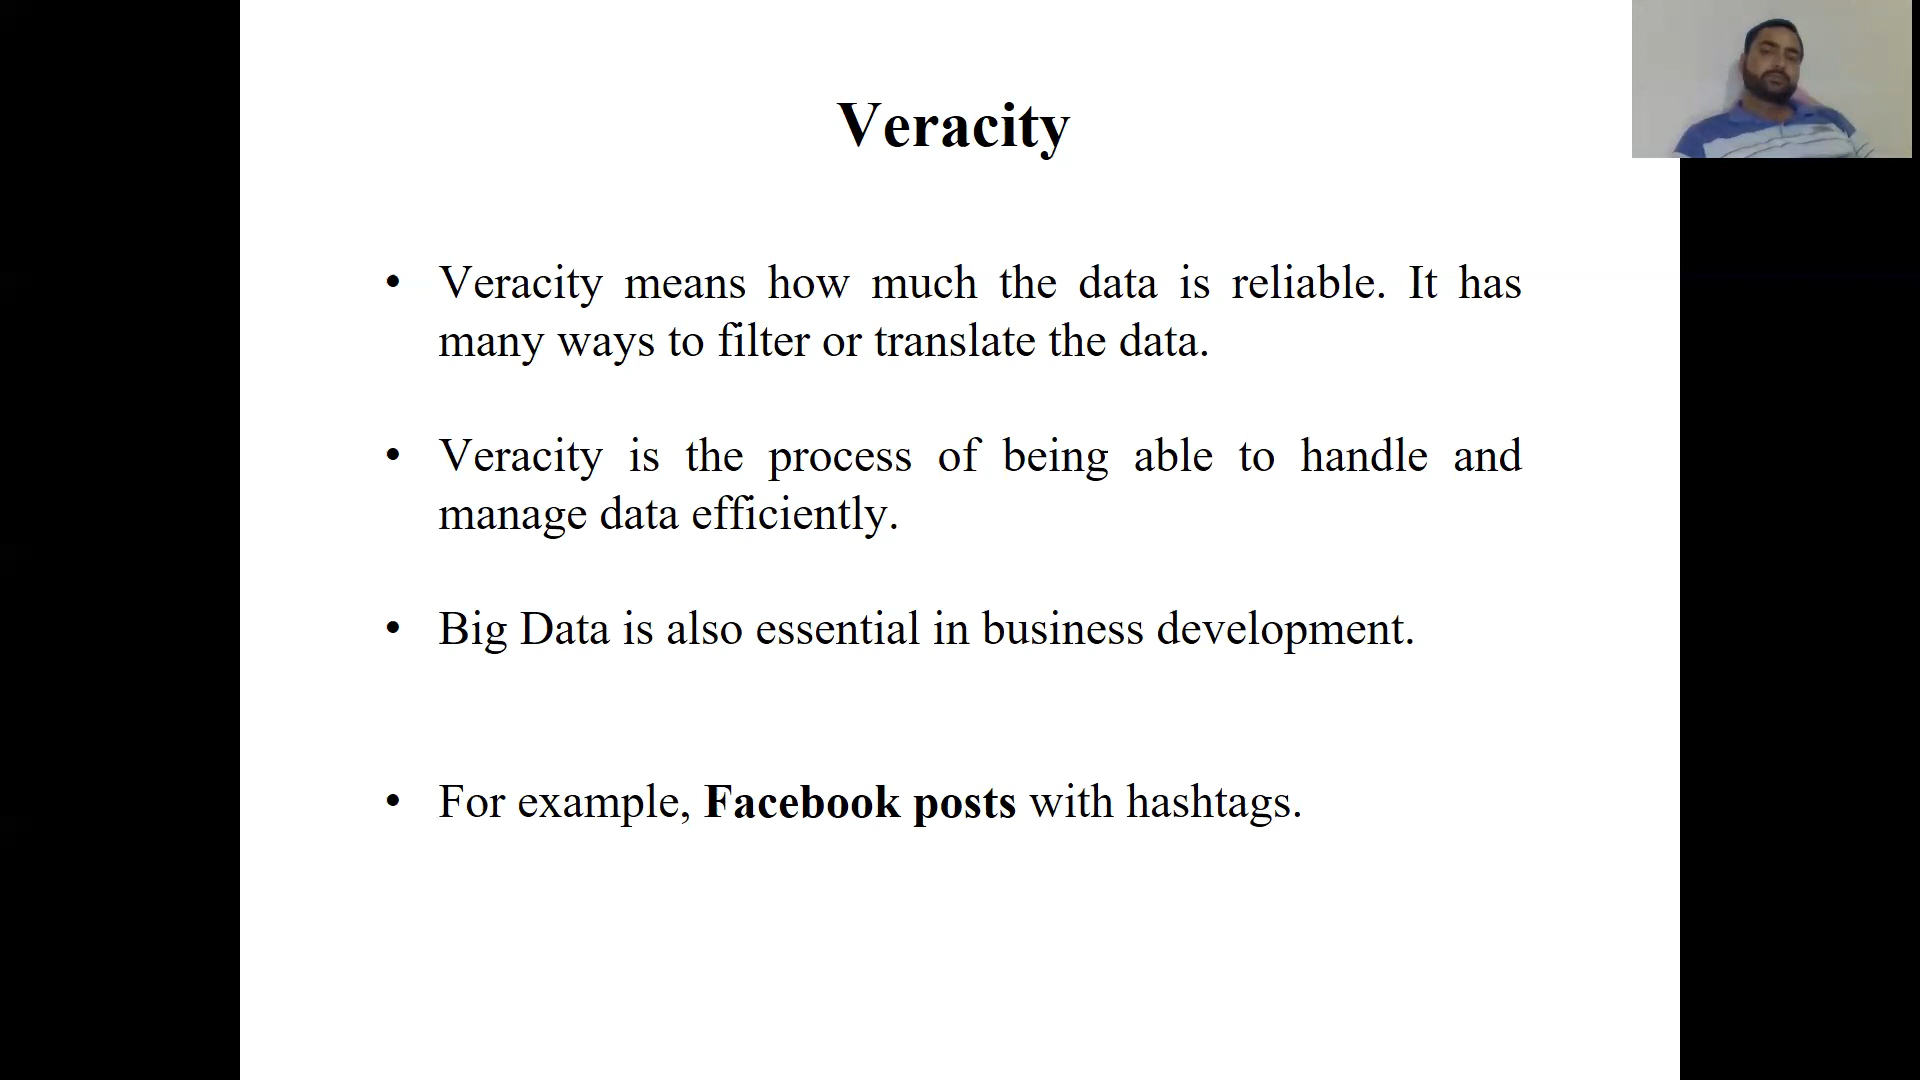 Veracity
• Veracity means how much the data is reliable. It has
many ways to filter or translate the data.
• Veracity is the process of being able to handle and
manage data efficiently.
• Big Data is also essential in business development.
• For example, Facebook posts with hashtags.